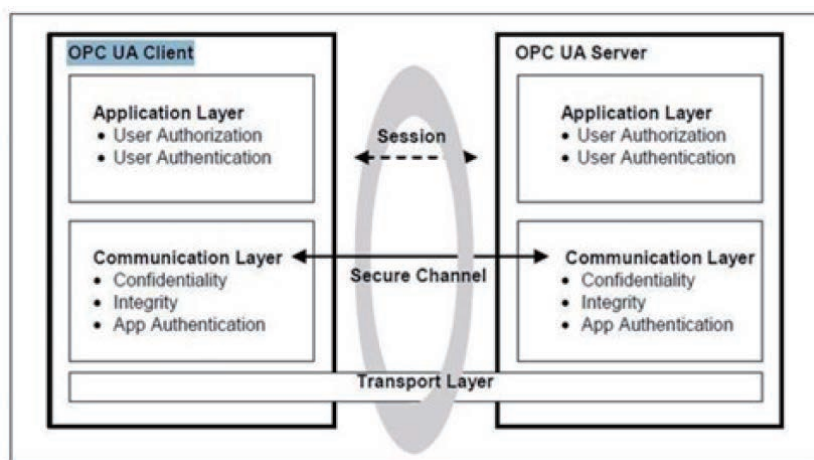 OPC UA Client
Application Layer
• User Authorization
• User Authentication
Communication Layer
• Confidentiality
• Integrity
• App Authentication
Session
Secure Channel
Transport Layer
OPC UA Server
Application Layer
• User Authorization
• User Authentication
Communication Layer
• Confidentiality
• Integrity
• App Authentication